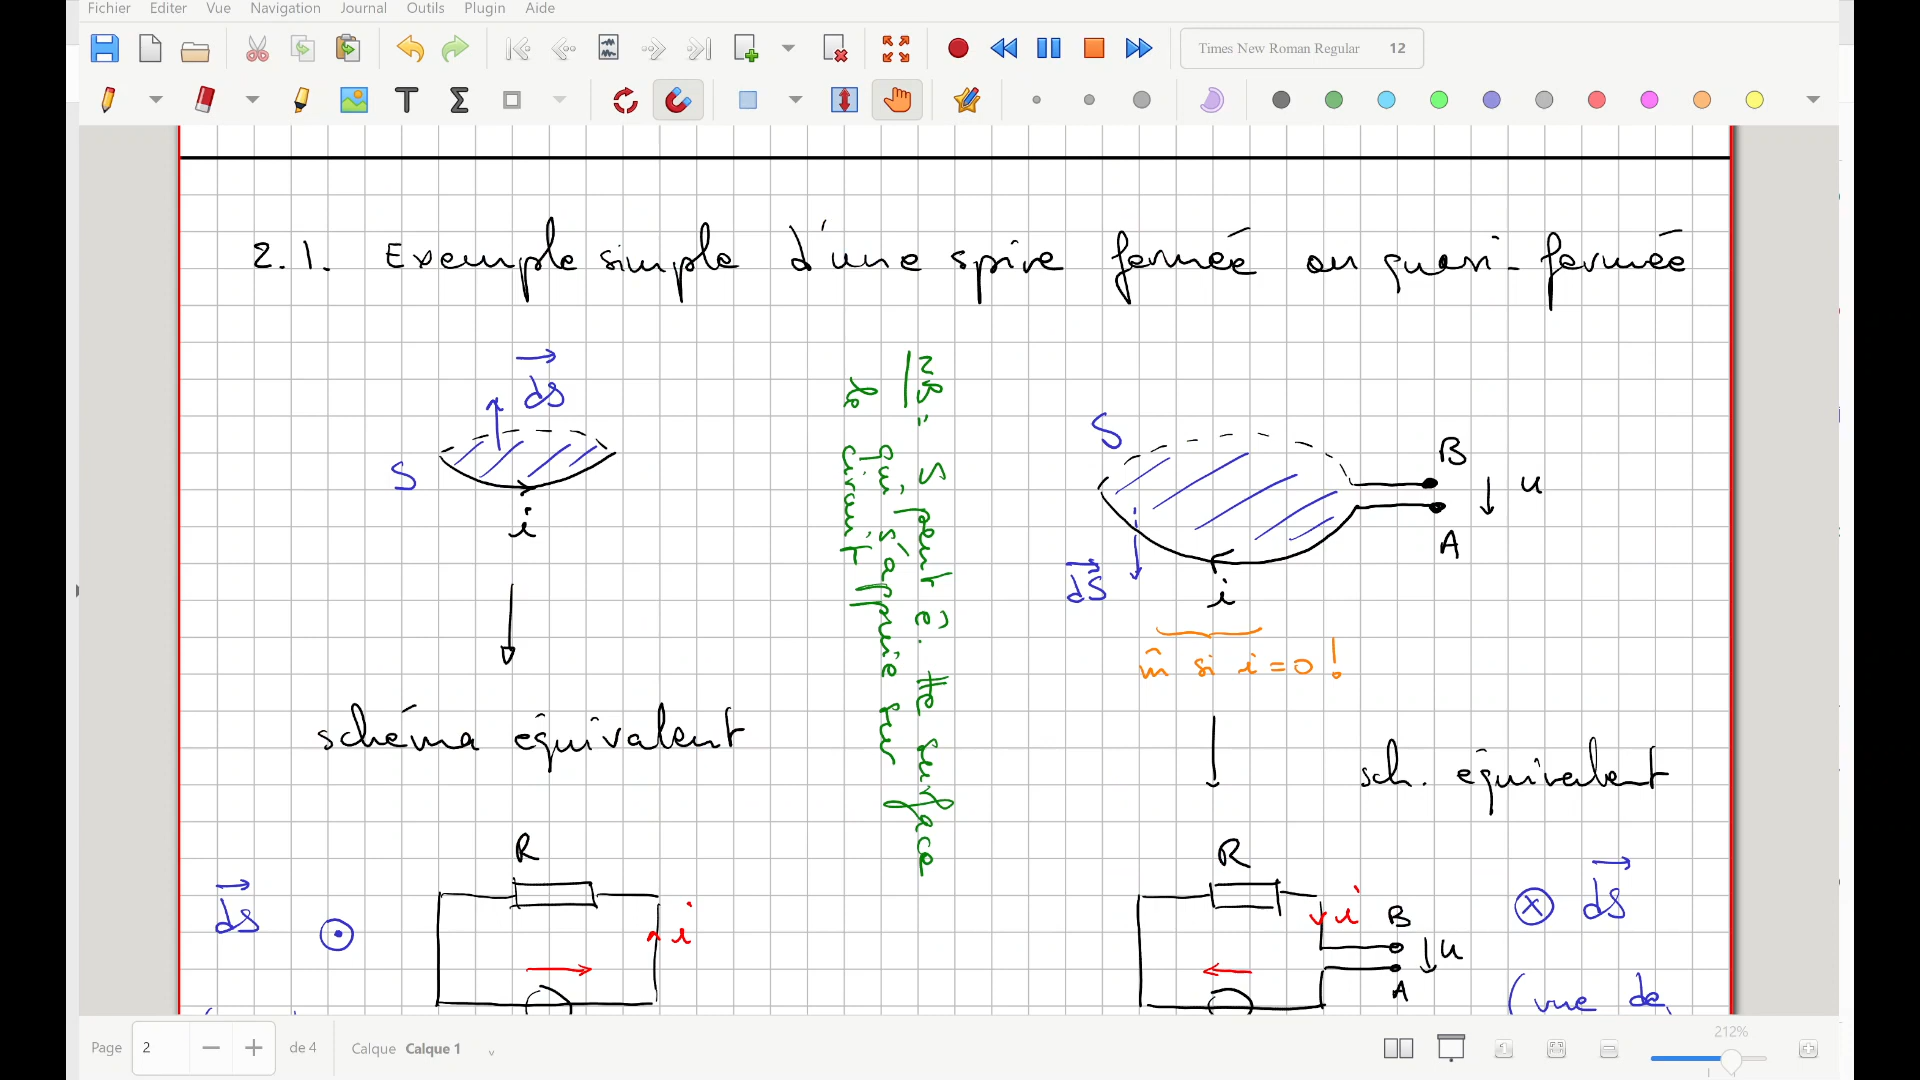 Fichier Editer Vue Navigation Journal Outils Plugin Aide
Times New Roman Regular 12
2.1. Exemple simple d'une spire fermée ou quasi-fermée
dS
S
i
schéma équivalent
R
i
dS
NB: S peut ê. tte surface
qui s'appuie sur
le circuit
S
B
u
A
dS
i
m̂ si i=0!
sch. équivalent
R
i
B
u
A
dS
(vue de
Page 2 de 4 Calque Calque 1
212%